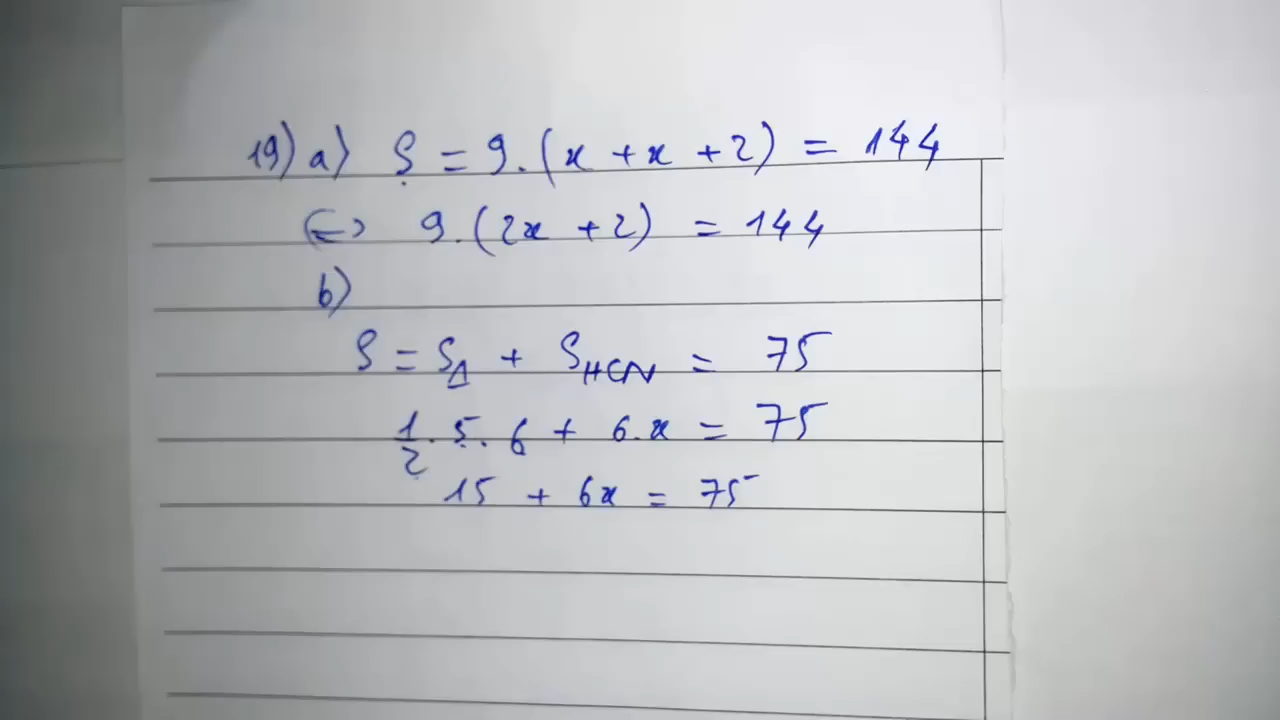 19) a) S = 9.(x + x + 2) = 144
<=> 9.(2x + 2) = 144
b)
S = SΔ + SHCN = 75
1/2 . 5 . 6 + 6.x = 75
15 + 6x = 75